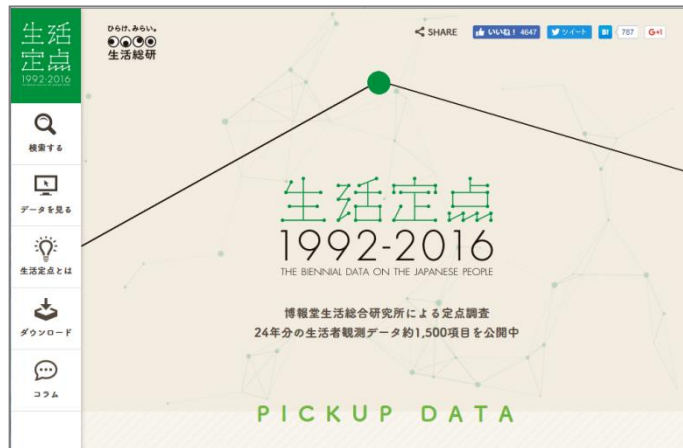 生活
定点
1992-2016
ひらけ、みらい。
生活総研
SHARE
いいね! 4647
ツイート
B!
787
G+1
検索する
データを見る
生活定点とは
ダウンロード
コラム
生活定点
1992-2016
THE BIENNIAL DATA ON THE JAPANESE PEOPLE
博報堂生活総合研究所による定点調査
24年分の生活者観測データ約1,500項目を公開中
PICKUP DATA